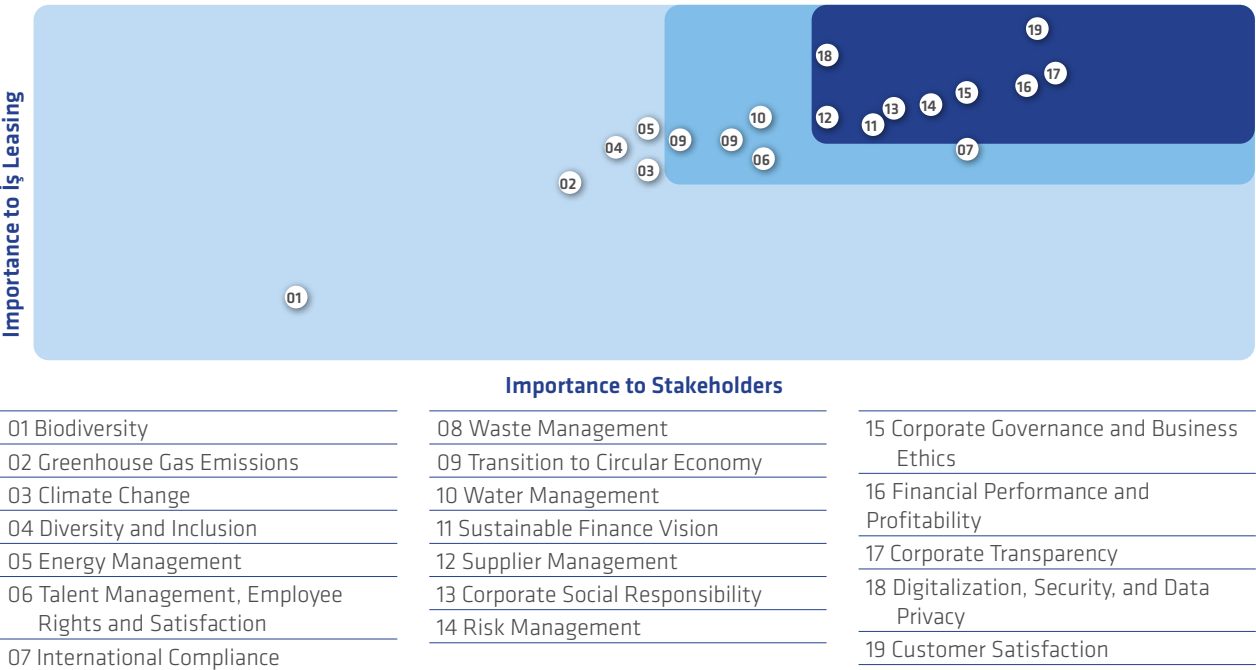 Importance to İş Leasing
19
18
17
16
15
14
13
12
11
10
05
09
09
07
04
06
03
02
01
Importance to Stakeholders
01 Biodiversity
02 Greenhouse Gas Emissions
03 Climate Change
04 Diversity and Inclusion
05 Energy Management
06 Talent Management, Employee
Rights and Satisfaction
07 International Compliance
08 Waste Management
09 Transition to Circular Economy
10 Water Management
11 Sustainable Finance Vision
12 Supplier Management
13 Corporate Social Responsibility
14 Risk Management
15 Corporate Governance and Business
Ethics
16 Financial Performance and
Profitability
17 Corporate Transparency
18 Digitalization, Security, and Data
Privacy
19 Customer Satisfaction